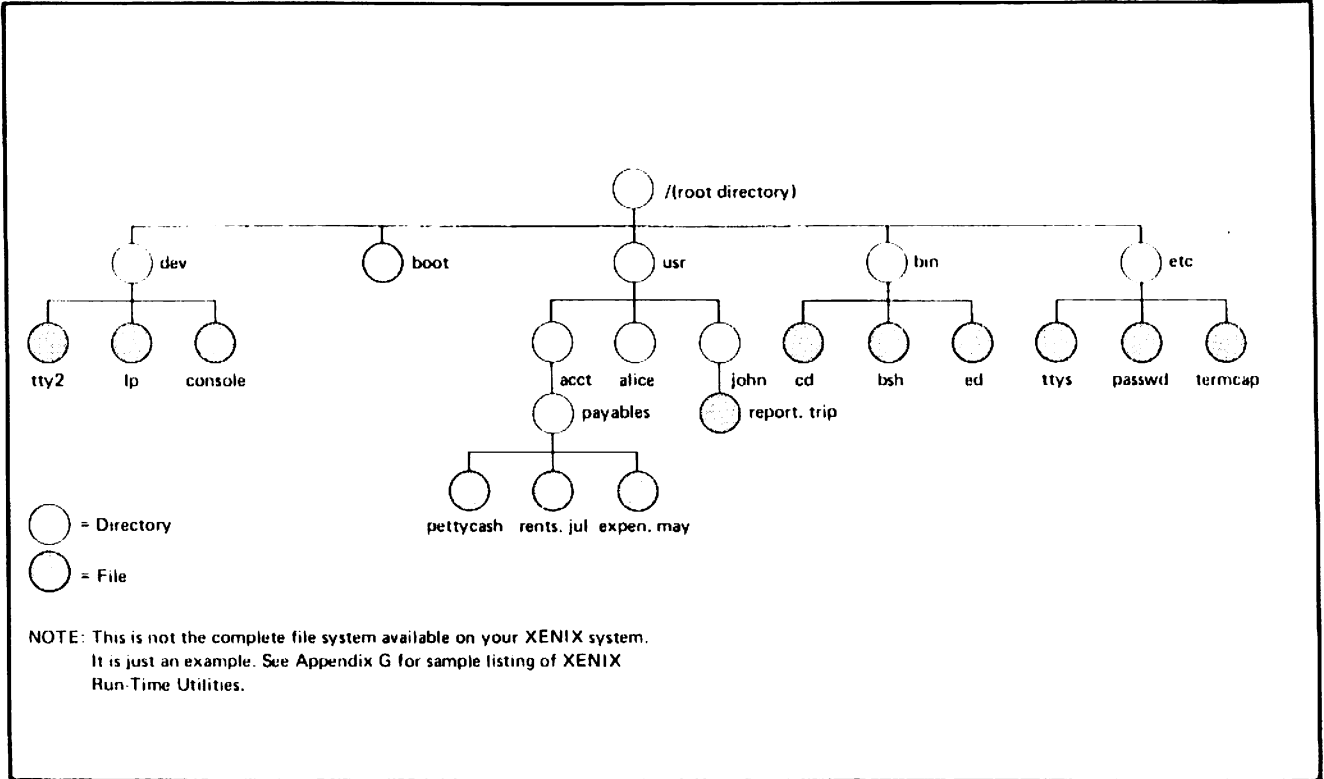 /(root directory)
dev
boot
usr
bin
etc
tty2
lp
console
acct
alice
john
cd
bsh
ed
ttys
passwd
termcap
payables
report. trip
pettycash
rents. jul
expen. may
= Directory
= File
NOTE: This is not the complete file system available on your XENIX system.
It is just an example. See Appendix G for sample listing of XENIX
Run-Time Utilities.